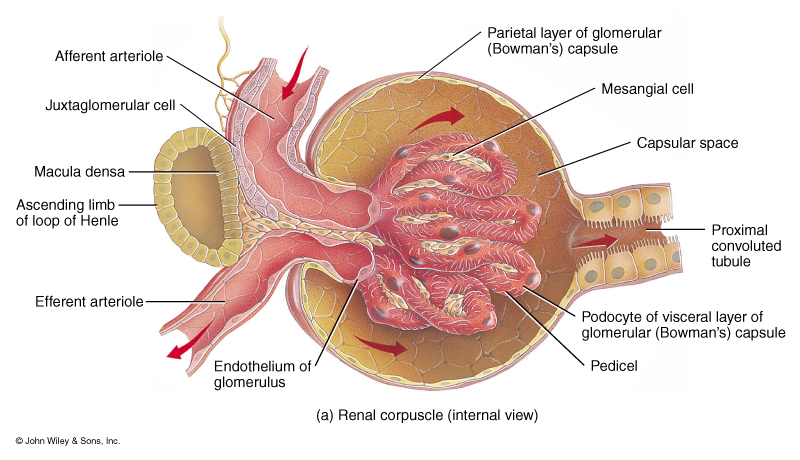 Afferent arteriole
Juxtaglomerular cell
Macula densa
Ascending limb
of loop of Henle
Efferent arteriole
Endothelium of
glomerulus
Parietal layer of glomerular
(Bowman's) capsule
Mesangial cell
Capsular space
Proximal
convoluted
tubule
Podocyte of visceral layer of
glomerular (Bowman's) capsule
Pedicel
(a) Renal corpuscle (internal view)
© John Wiley & Sons, Inc.